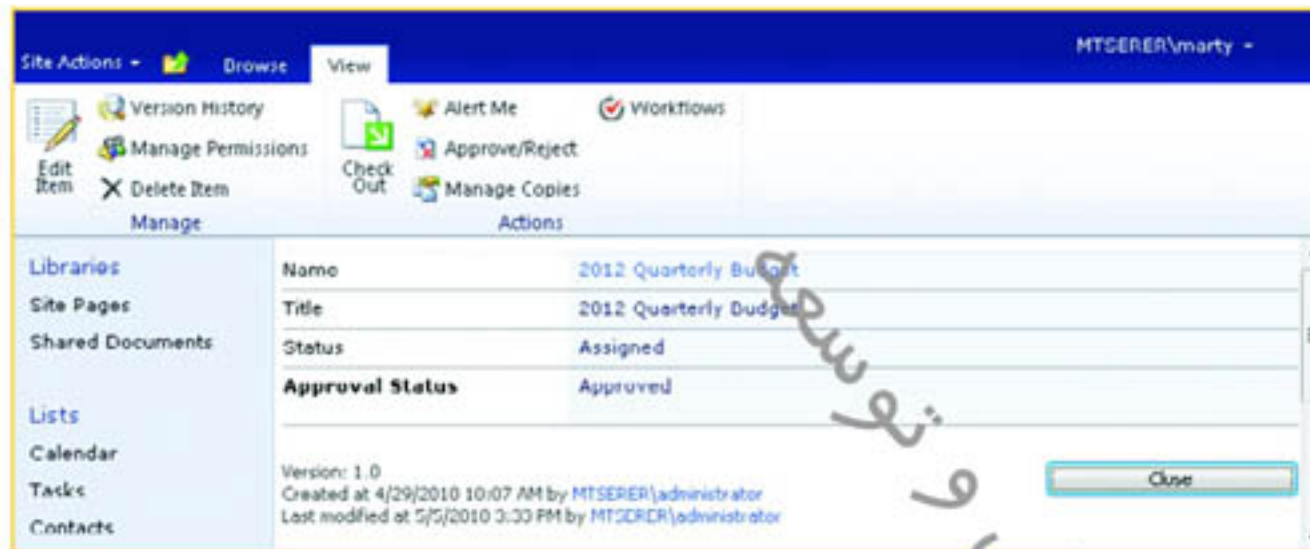 MTSERER\marty
Site Actions Browse View
Version History
Manage Permissions
Delete Item
Edit Item
Manage
Check Out
Alert Me
Approve/Reject
Manage Copies
Workflows
Actions
Libraries
Site Pages
Shared Documents
Lists
Calendar
Tasks
Contacts
Name 2012 Quarterly Budget
Title 2012 Quarterly Budget
Status Assigned
Approval Status Approved
Version: 1.0
Created at 4/29/2010 10:07 AM by MTSERER\administrator
Last modified at 5/5/2010 3:33 PM by MTSERER\administrator
Close
و توسعه